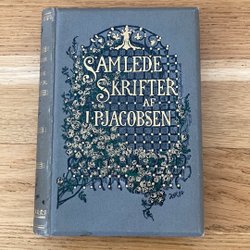 SAMLEDE
SKRIFTER
AF
J·P·JACOBSEN